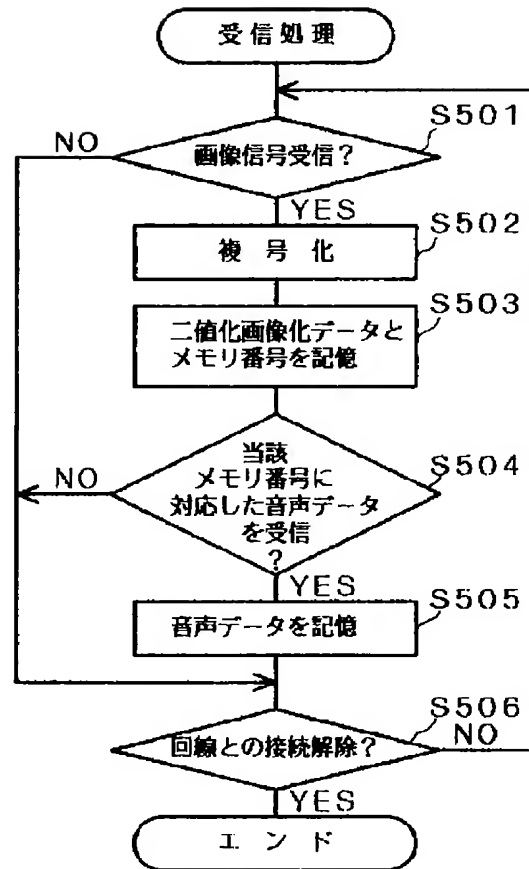 受信処理
S501
NO
画像信号受信?
YES
S502
複号化
S503
二値化画像化データと
メモリ番号を記憶
S504
NO
当該
メモリ番号に
対応した音声データ
を受信
?
YES
S505
音声データを記憶
S506
回線との接続解除?
NO
YES
エンド